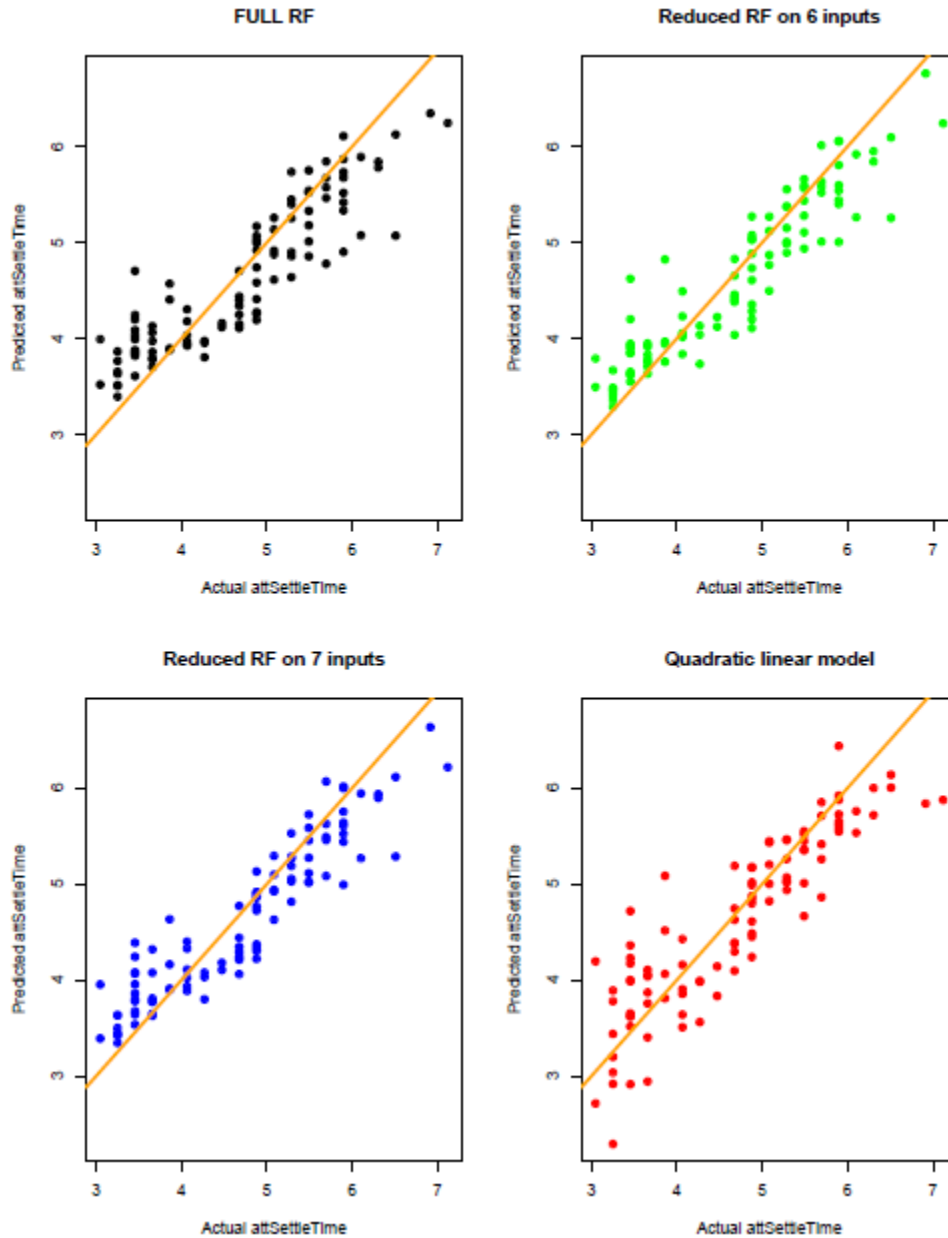 FULL RF
Predicted attSettleTime
6
5
4
3
3 4 5 6 7
Actual attSettleTime
Reduced RF on 6 inputs
Predicted attSettleTime
6
5
4
3
3 4 5 6 7
Actual attSettleTime
Reduced RF on 7 inputs
Predicted attSettleTime
6
5
4
3
3 4 5 6 7
Actual attSettleTime
Quadratic linear model
Predicted attSettleTime
6
5
4
3
3 4 5 6 7
Actual attSettleTime